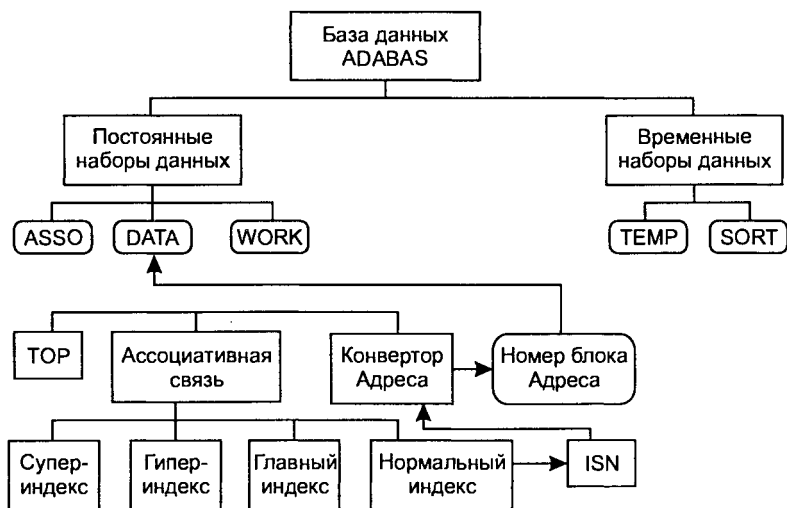 База данных
ADABAS
Постоянные
наборы данных
Временные
наборы данных
ASSO
DATA
WORK
TEMP
SORT
TOP
Ассоциативная
связь
Конвертор
Адреса
Номер блока
Адреса
Супер-
индекс
Гипер-
индекс
Главный
индекс
Нормальный
индекс
ISN